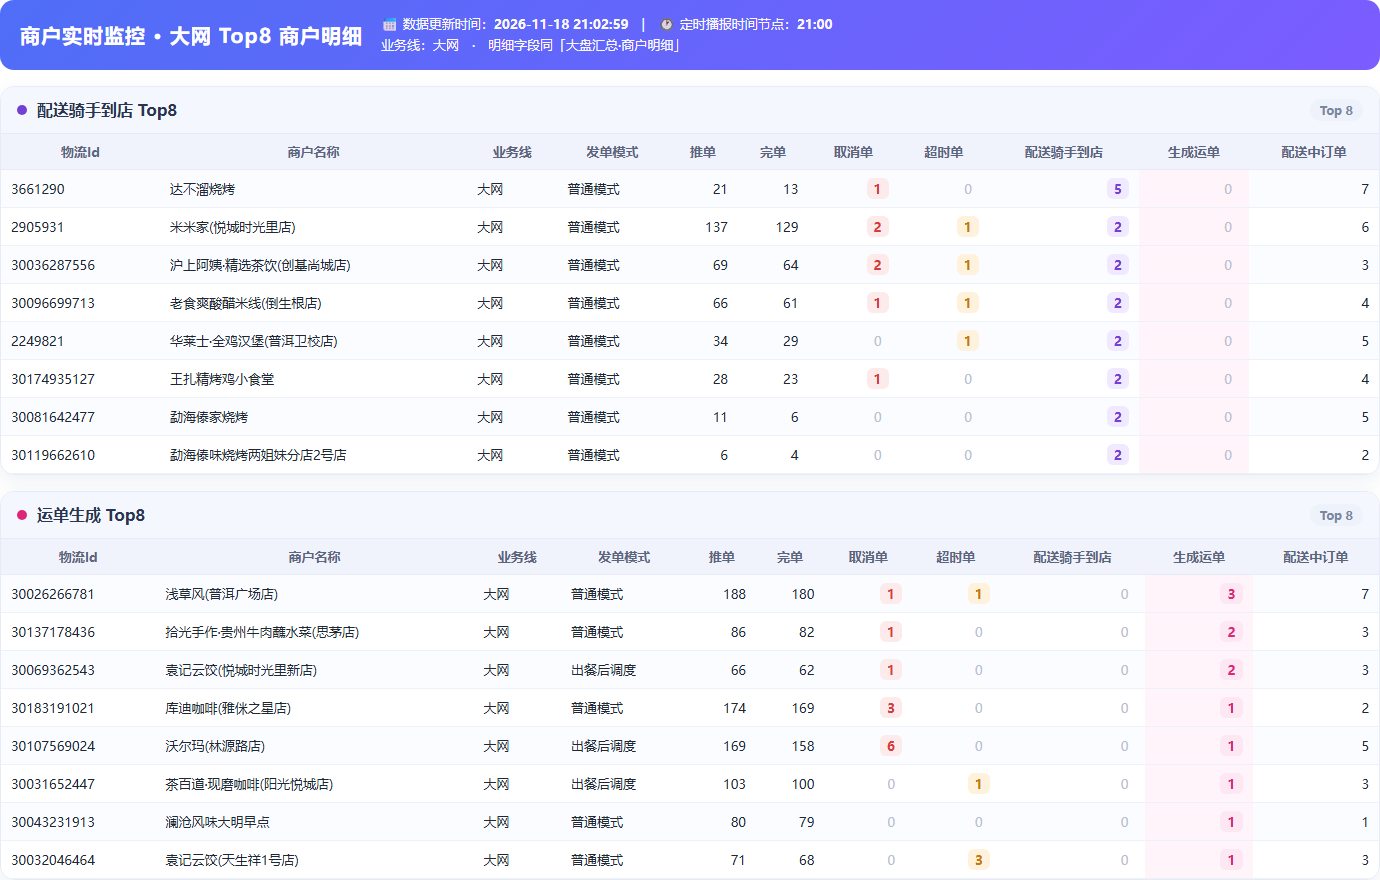 商户实时监控 · 大网 Top8 商户明细
数据更新时间：2026-11-18 21:02:59 | 定时播报时间节点：21:00
业务线：大网 · 明细字段同「大盘汇总·商户明细」
配送骑手到店 Top8 Top 8
物流Id 商户名称 业务线 发单模式 推单 完单 取消单 超时单 配送骑手到店 生成运单 配送中订单
3661290 达不溜烧烤 大网 普通模式 21 13 1 0 5 0 7
2905931 米米家(悦城时光里店) 大网 普通模式 137 129 2 1 2 0 6
30036287556 沪上阿姨·精选茶饮(创基尚城店) 大网 普通模式 69 64 2 1 2 0 3
30096699713 老食爽酸醋米线(倒生根店) 大网 普通模式 66 61 1 1 2 0 4
2249821 华莱士·全鸡汉堡(普洱卫校店) 大网 普通模式 34 29 0 1 2 0 5
30174935127 王扎精烤鸡小食堂 大网 普通模式 28 23 1 0 2 0 4
30081642477 勐海傣家烧烤 大网 普通模式 11 6 0 0 2 0 5
30119662610 勐海傣味烧烤两姐妹分店2号店 大网 普通模式 6 4 0 0 2 0 2
运单生成 Top8 Top 8
物流Id 商户名称 业务线 发单模式 推单 完单 取消单 超时单 配送骑手到店 生成运单 配送中订单
30026266781 浅草风(普洱广场店) 大网 普通模式 188 180 1 1 0 3 7
30137178436 拾光手作·贵州牛肉蘸水菜(思茅店) 大网 普通模式 86 82 1 0 0 2 3
30069362543 袁记云饺(悦城时光里新店) 大网 出餐后调度 66 62 1 0 0 2 3
30183191021 库迪咖啡(雅侎之星店) 大网 普通模式 174 169 3 0 0 1 2
30107569024 沃尔玛(林源路店) 大网 出餐后调度 169 158 6 0 0 1 5
30031652447 茶百道·现磨咖啡(阳光悦城店) 大网 出餐后调度 103 100 0 1 0 1 3
30043231913 澜沧风味大明早点 大网 普通模式 80 79 0 0 0 1 1
30032046464 袁记云饺(天生祥1号店) 大网 普通模式 71 68 0 3 0 1 3